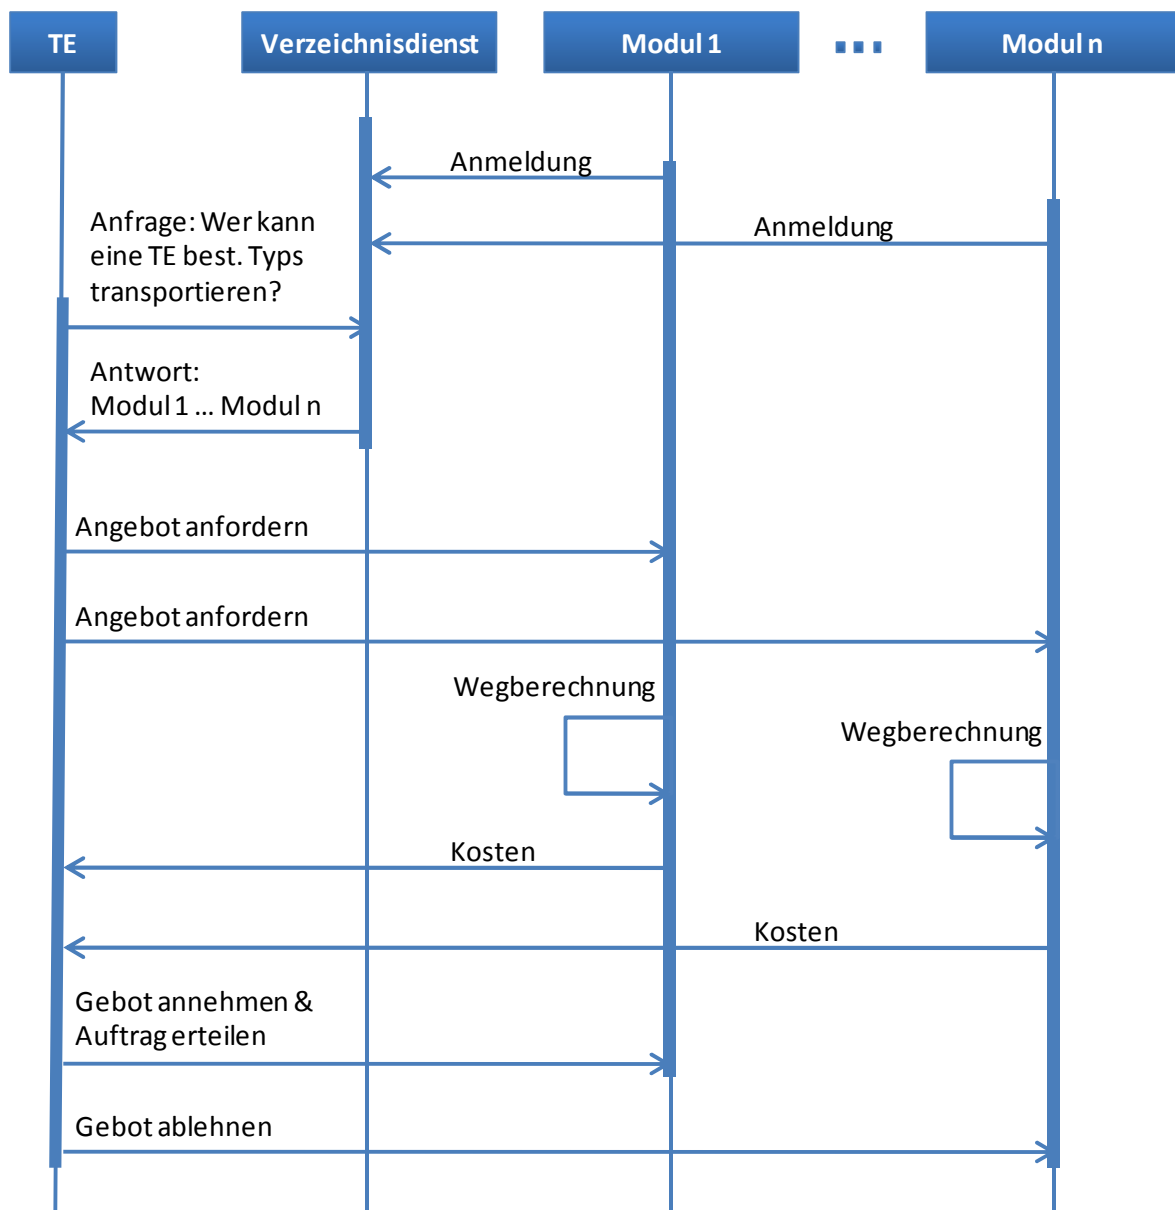 TE
Verzeichnisdienst
Modul 1
...
Modul n
Anmeldung
Anfrage: Wer kann
eine TE best. Typs
transportieren?
Anmeldung
Antwort:
Modul 1 ... Modul n
Angebot anfordern
Angebot anfordern
Wegberechnung
Wegberechnung
Kosten
Kosten
Gebot annehmen &
Auftrag erteilen
Gebot ablehnen